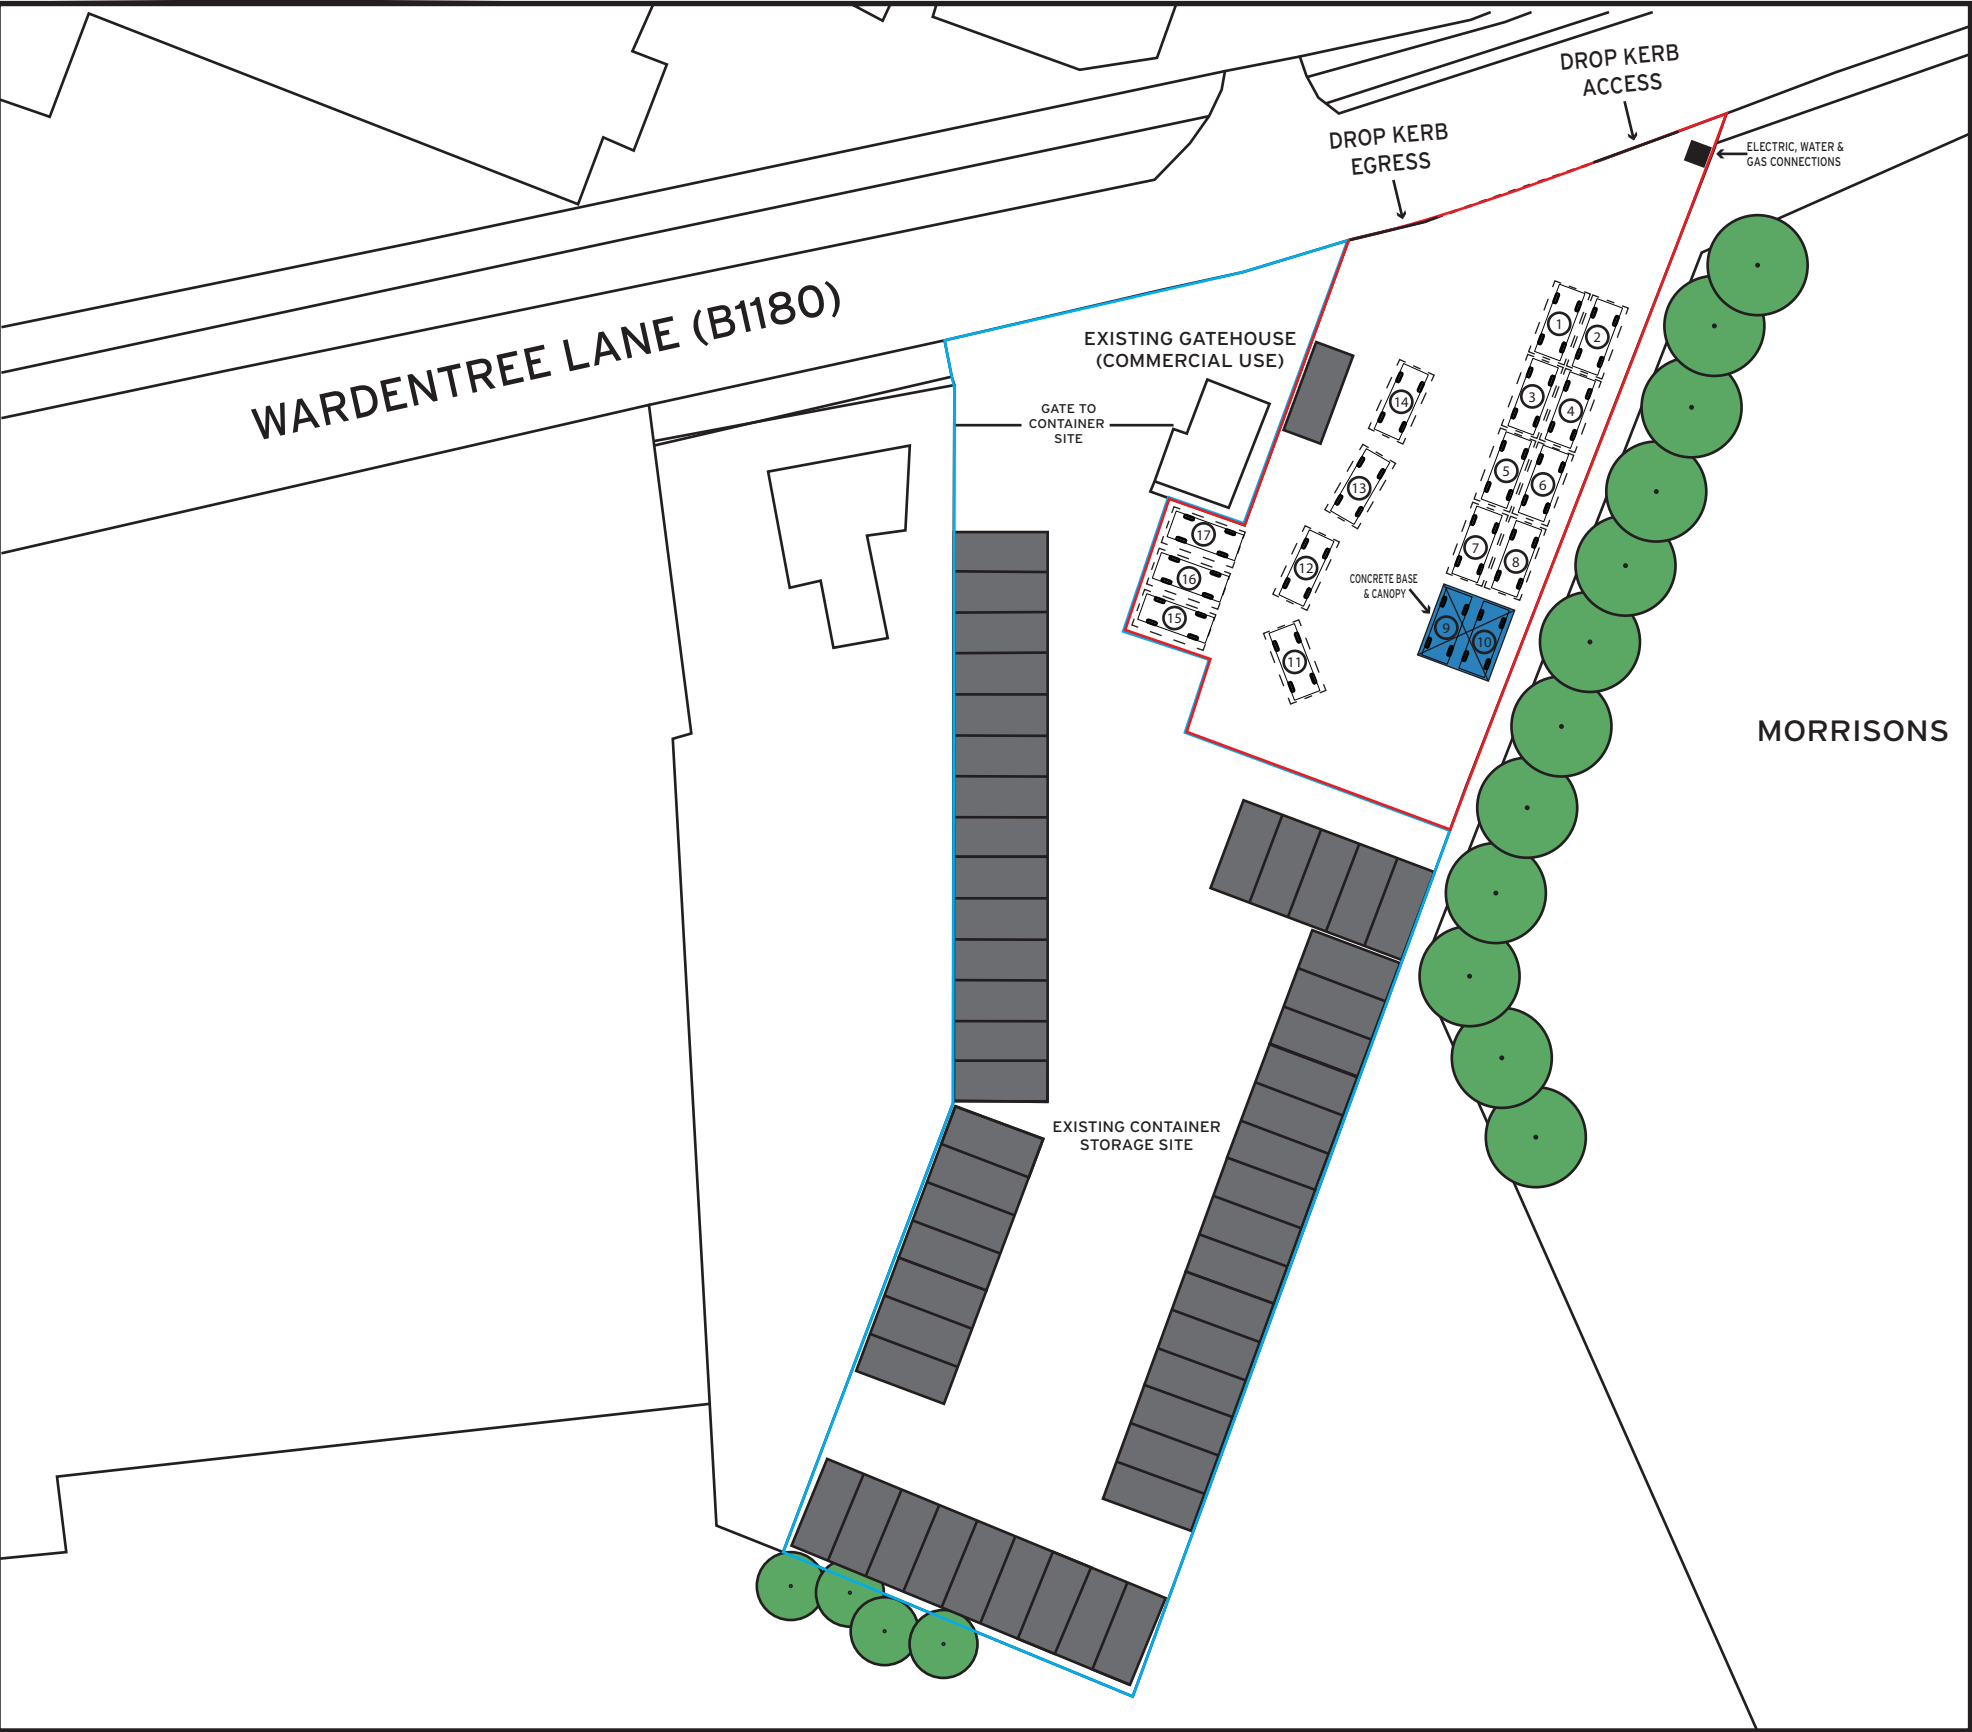 DROP KERB
ACCESS
DROP KERB
EGRESS
ELECTRIC, WATER &
GAS CONNECTIONS
WARDENTREE LANE (B1180)
EXISTING GATEHOUSE
(COMMERCIAL USE)
GATE TO
CONTAINER
SITE
1
2
3
4
5
6
7
8
CONCRETE BASE
& CANOPY
9
10
11
12
13
14
15
16
17
MORRISONS
EXISTING CONTAINER
STORAGE SITE